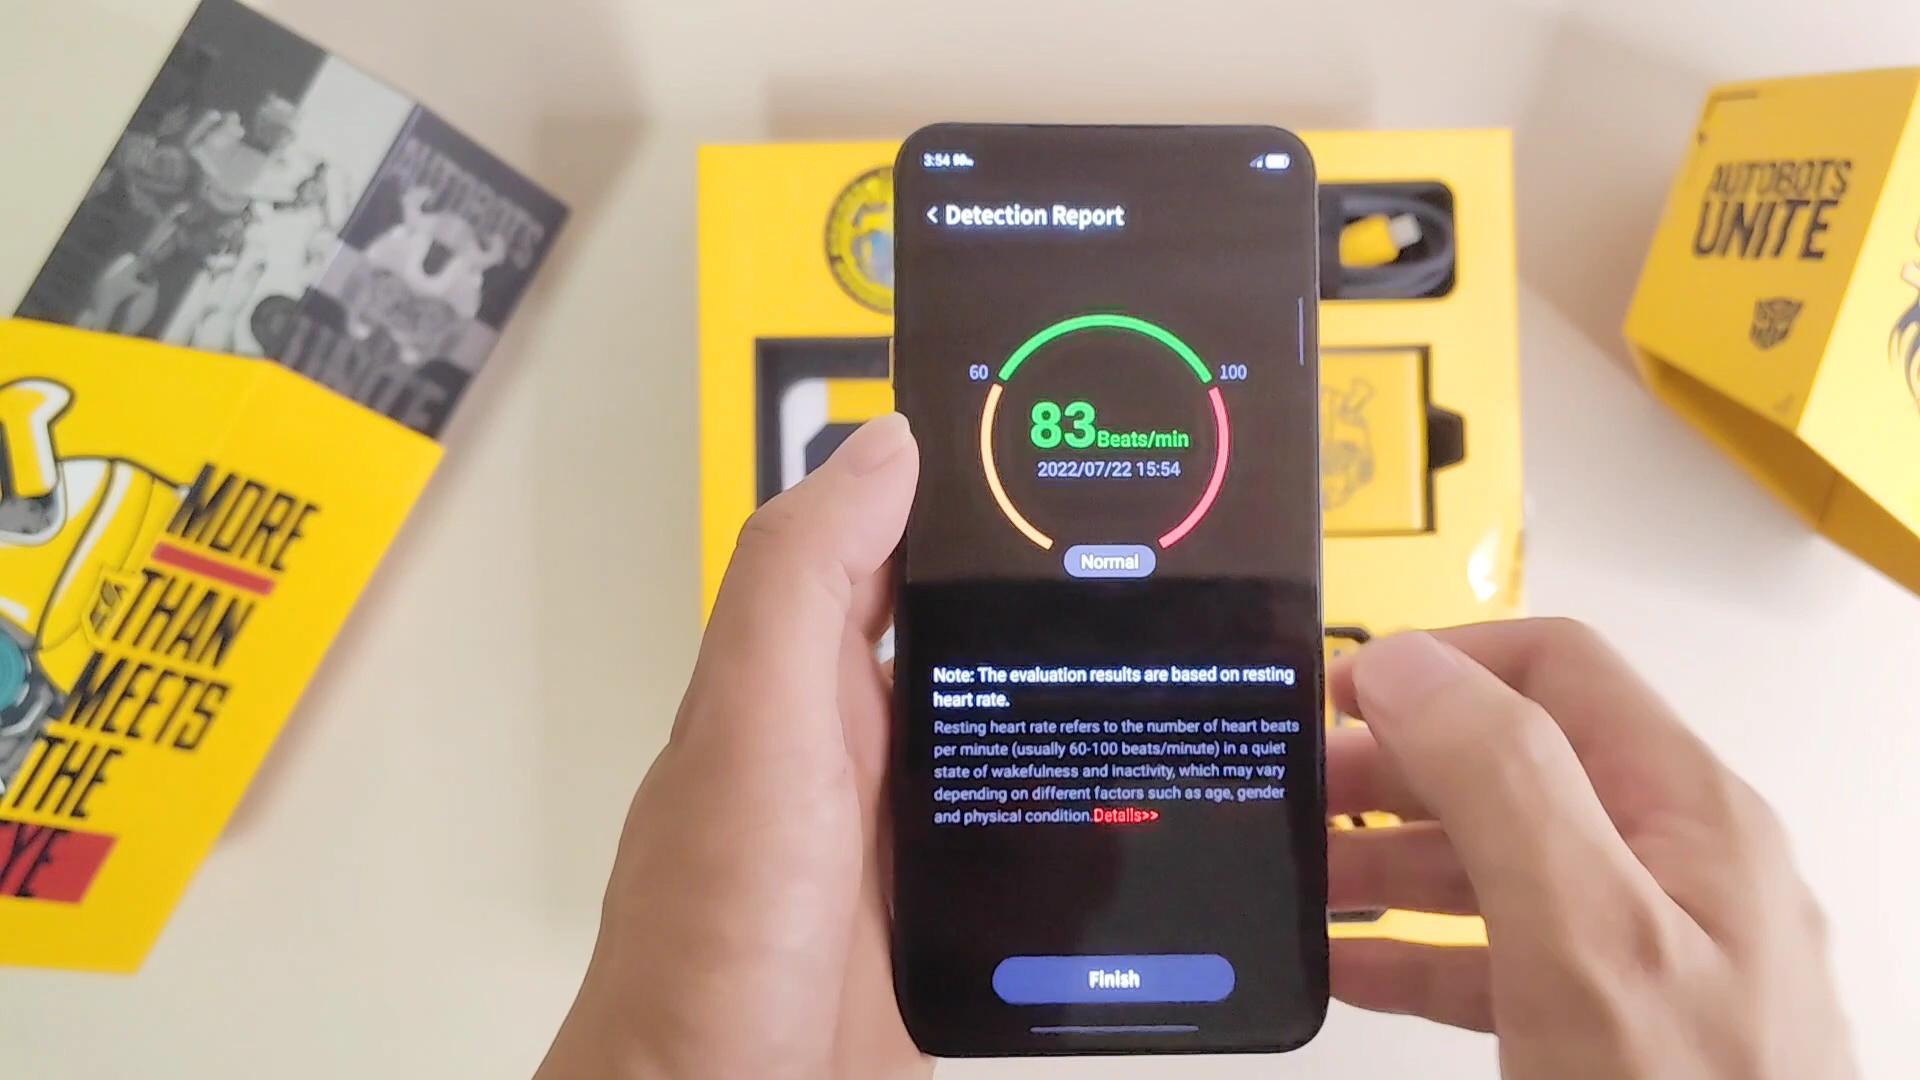 3:54
Detection Report
60
100
83Beats/min
2022/07/22 15:54
Normal
Note: The evaluation results are based on resting
heart rate.
Resting heart rate refers to the number of heart beats
per minute (usually 60-100 beats/minute) in a quiet
state of wakefulness and inactivity, which may vary
depending on different factors such as age, gender
and physical condition.Details>>
Finish
AUTOBOTS
UNITE
MORE
THAN
MEETS
THE
YE
AUTOBOTS
UNITE